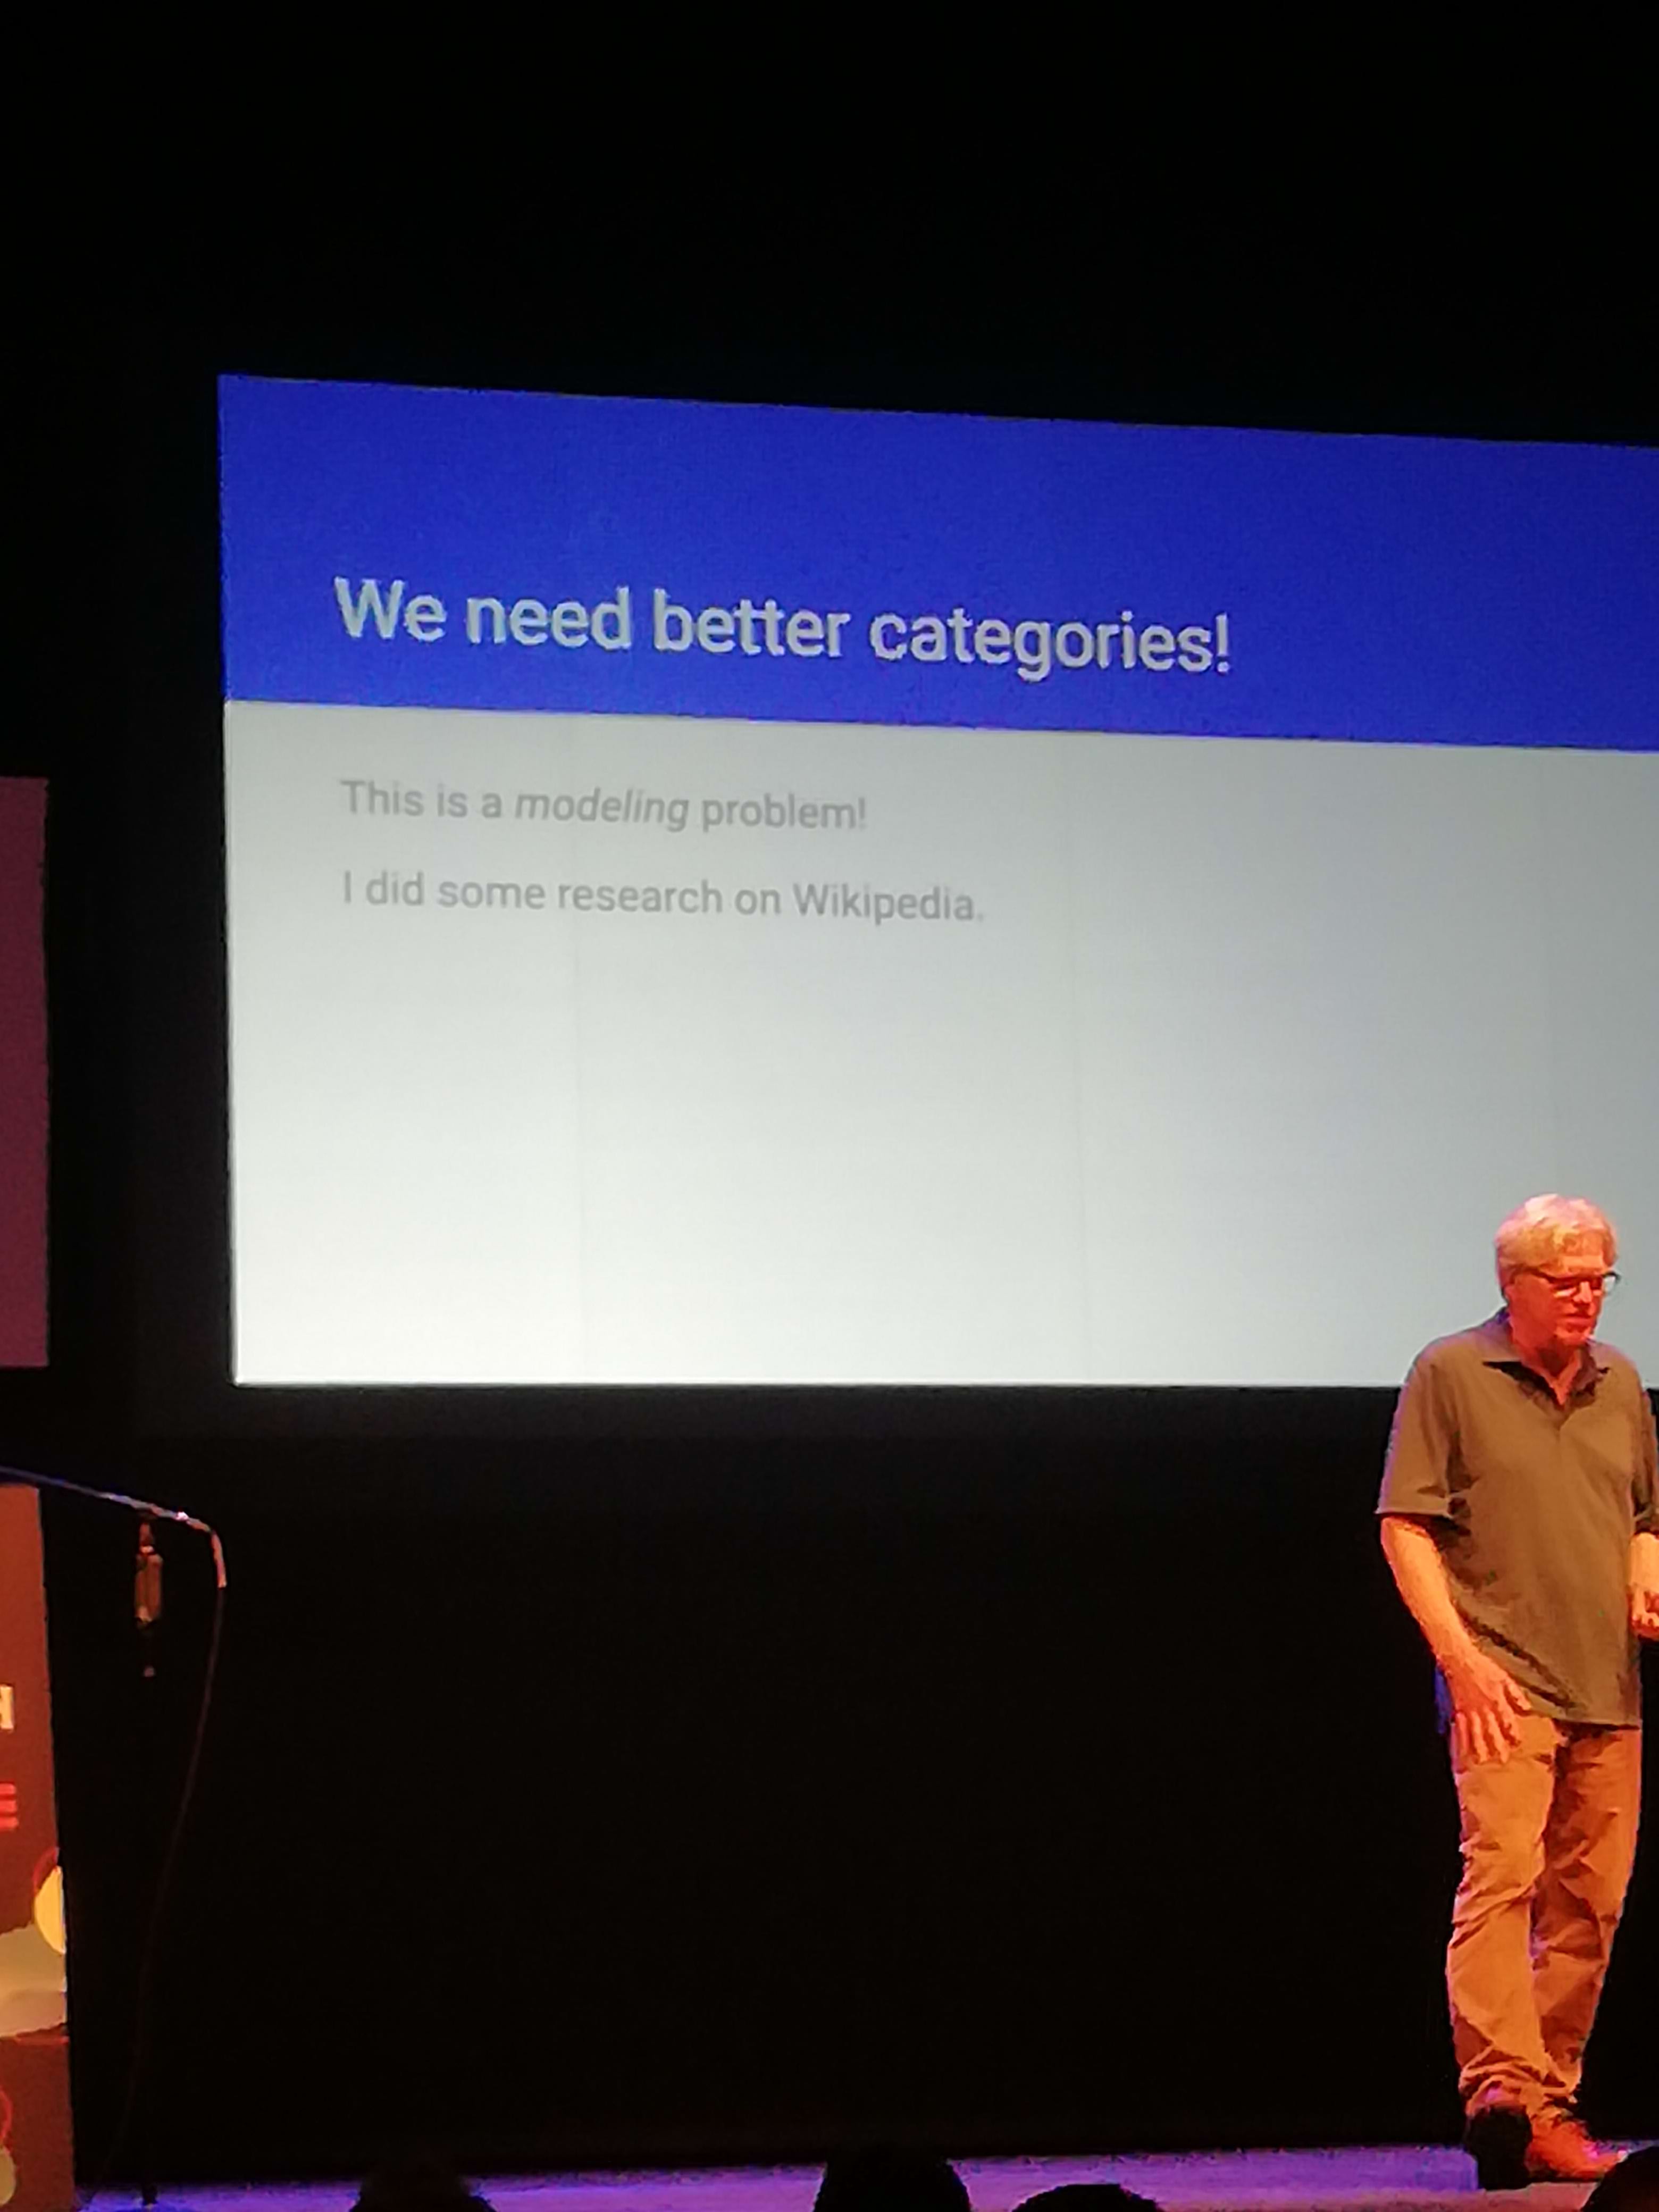 We need better categories!
This is a modeling problem!
I did some research on Wikipedia.